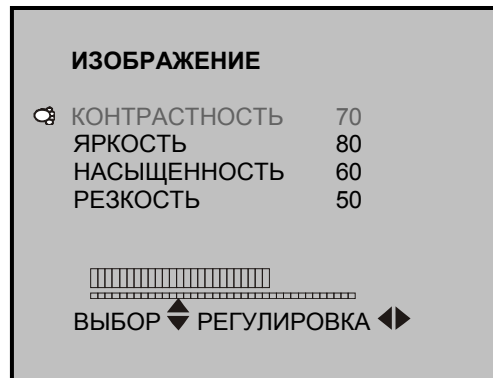 ИЗОБРАЖЕНИЕ
КОНТРАСТНОСТЬ 70
ЯРКОСТЬ 80
НАСЫЩЕННОСТЬ 60
РЕЗКОСТЬ 50
ВЫБОР РЕГУЛИРОВКА